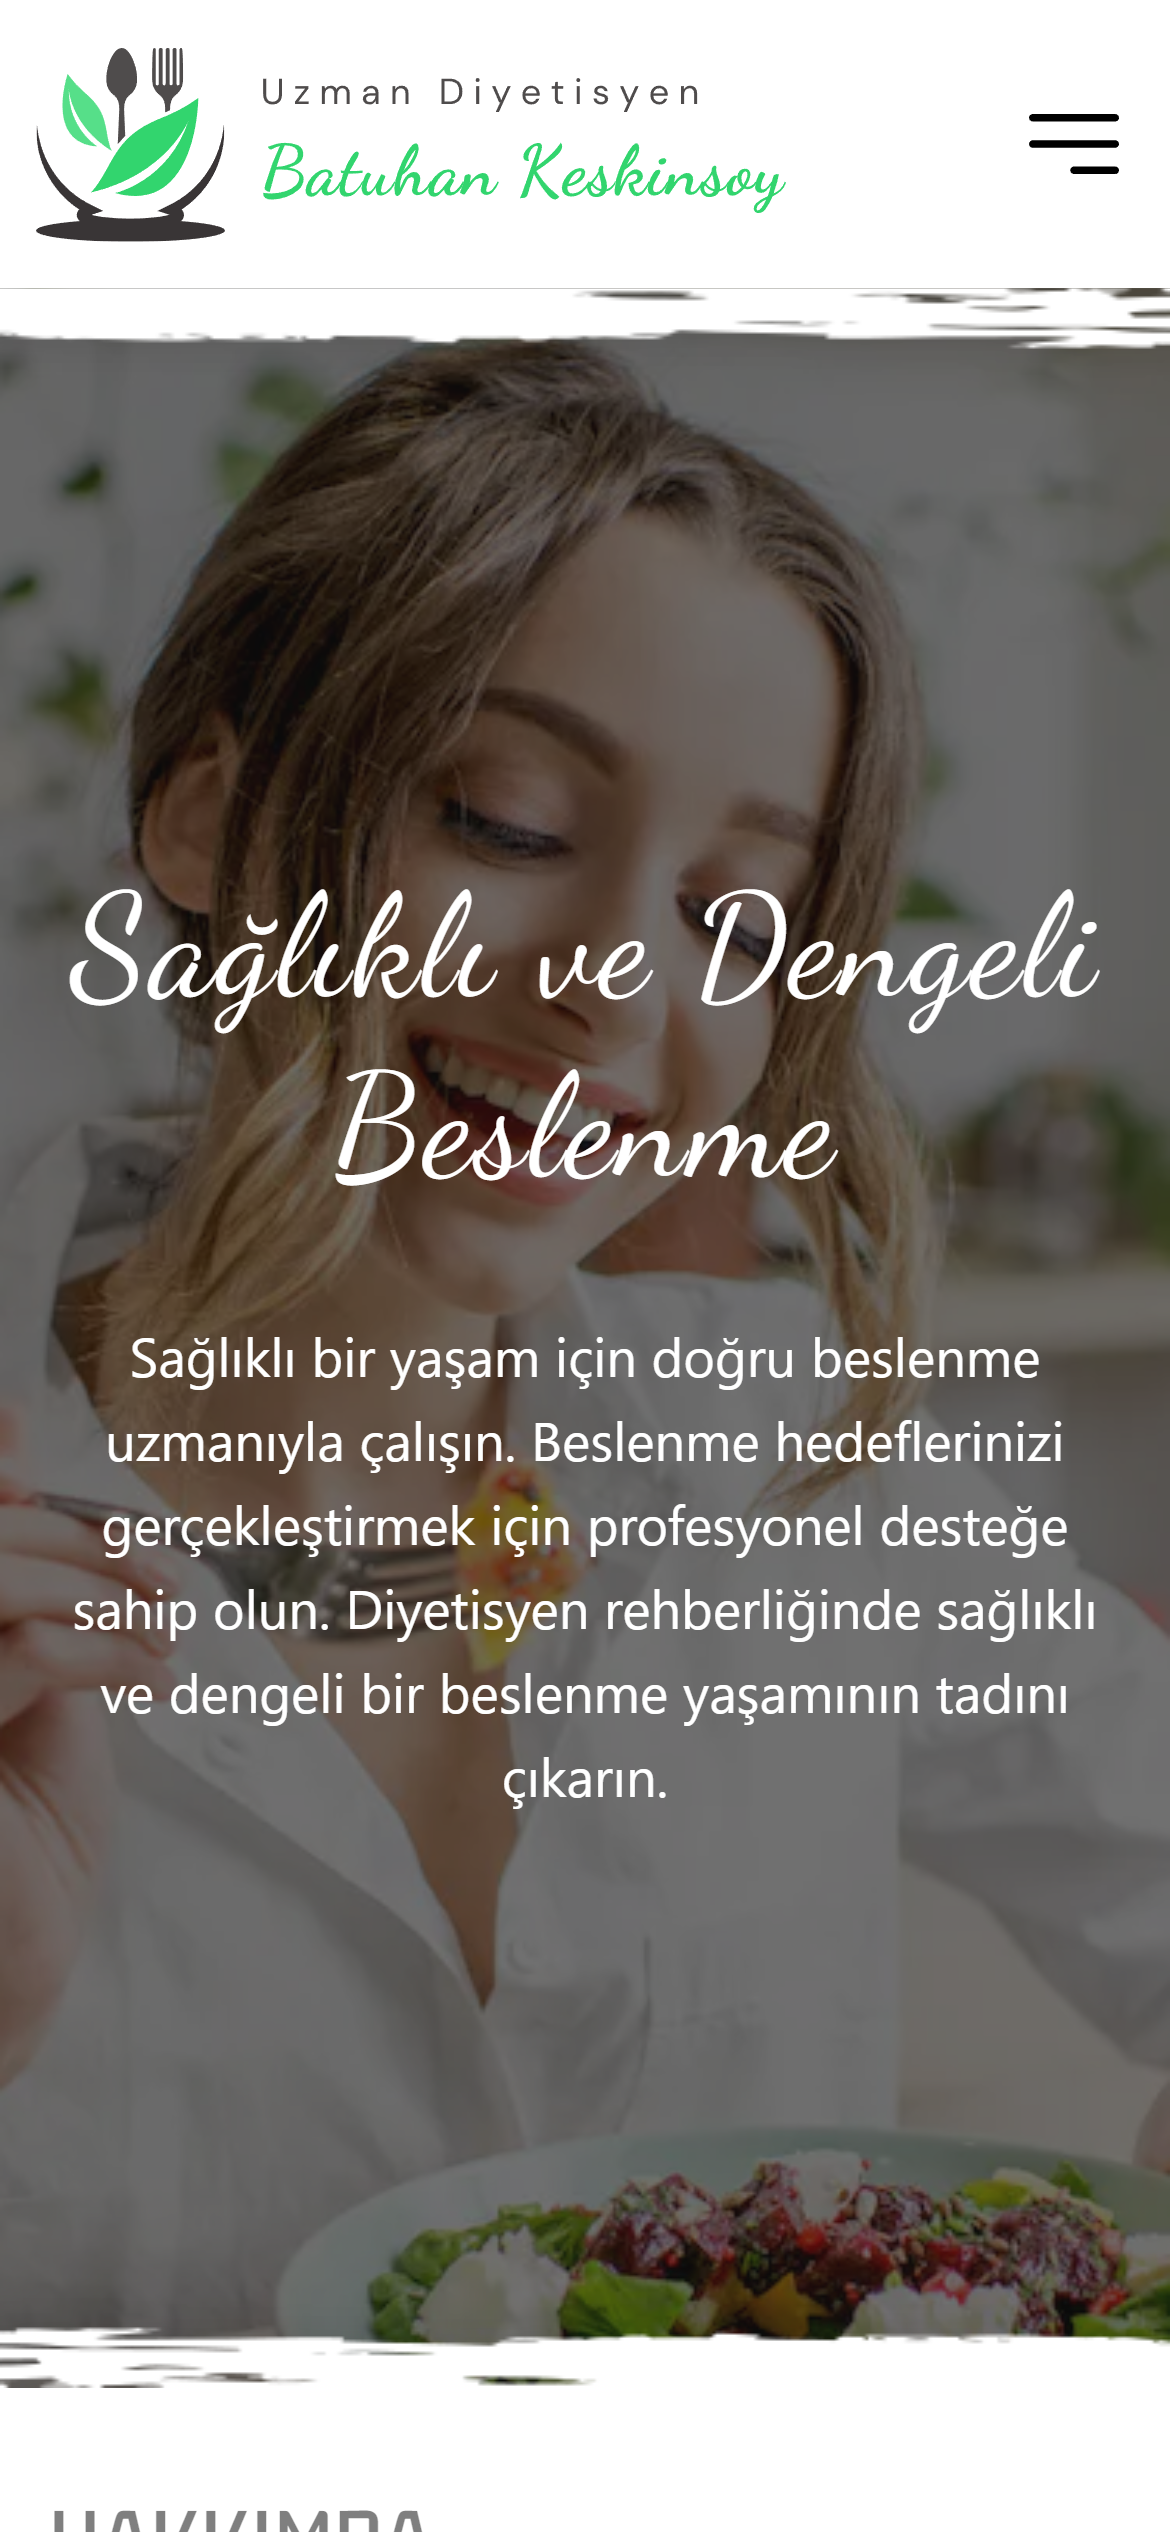 Uzman Diyetisyen
Batuhan Keskinsoy
Sağlıklı ve Dengeli
Beslenme
Sağlıklı bir yaşam için doğru beslenme
uzmanıyla çalışın. Beslenme hedeflerinizi
gerçekleştirmek için profesyonel desteğe
sahip olun. Diyetisyen rehberliğinde sağlıklı
ve dengeli bir beslenme yaşamının tadını
çıkarın.
HAKKIMDA